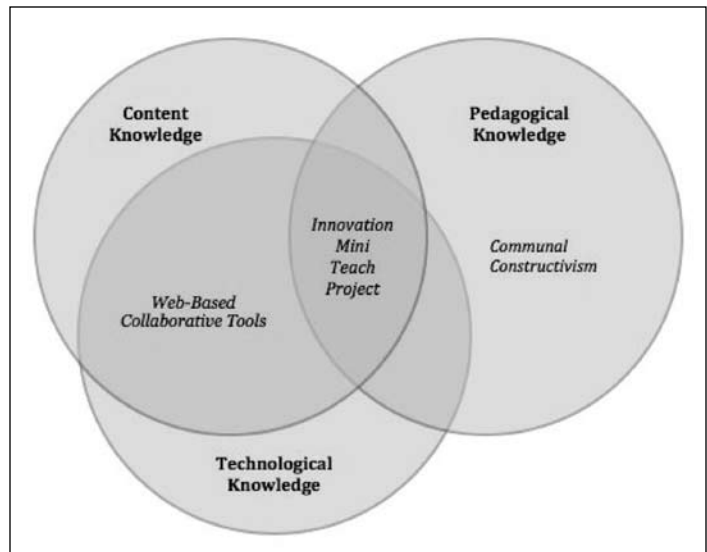 Content
Knowledge
Pedagogical
Knowledge
Innovation
Mini
Teach
Project
Communal
Constructivism
Web-Based
Collaborative Tools
Technological
Knowledge